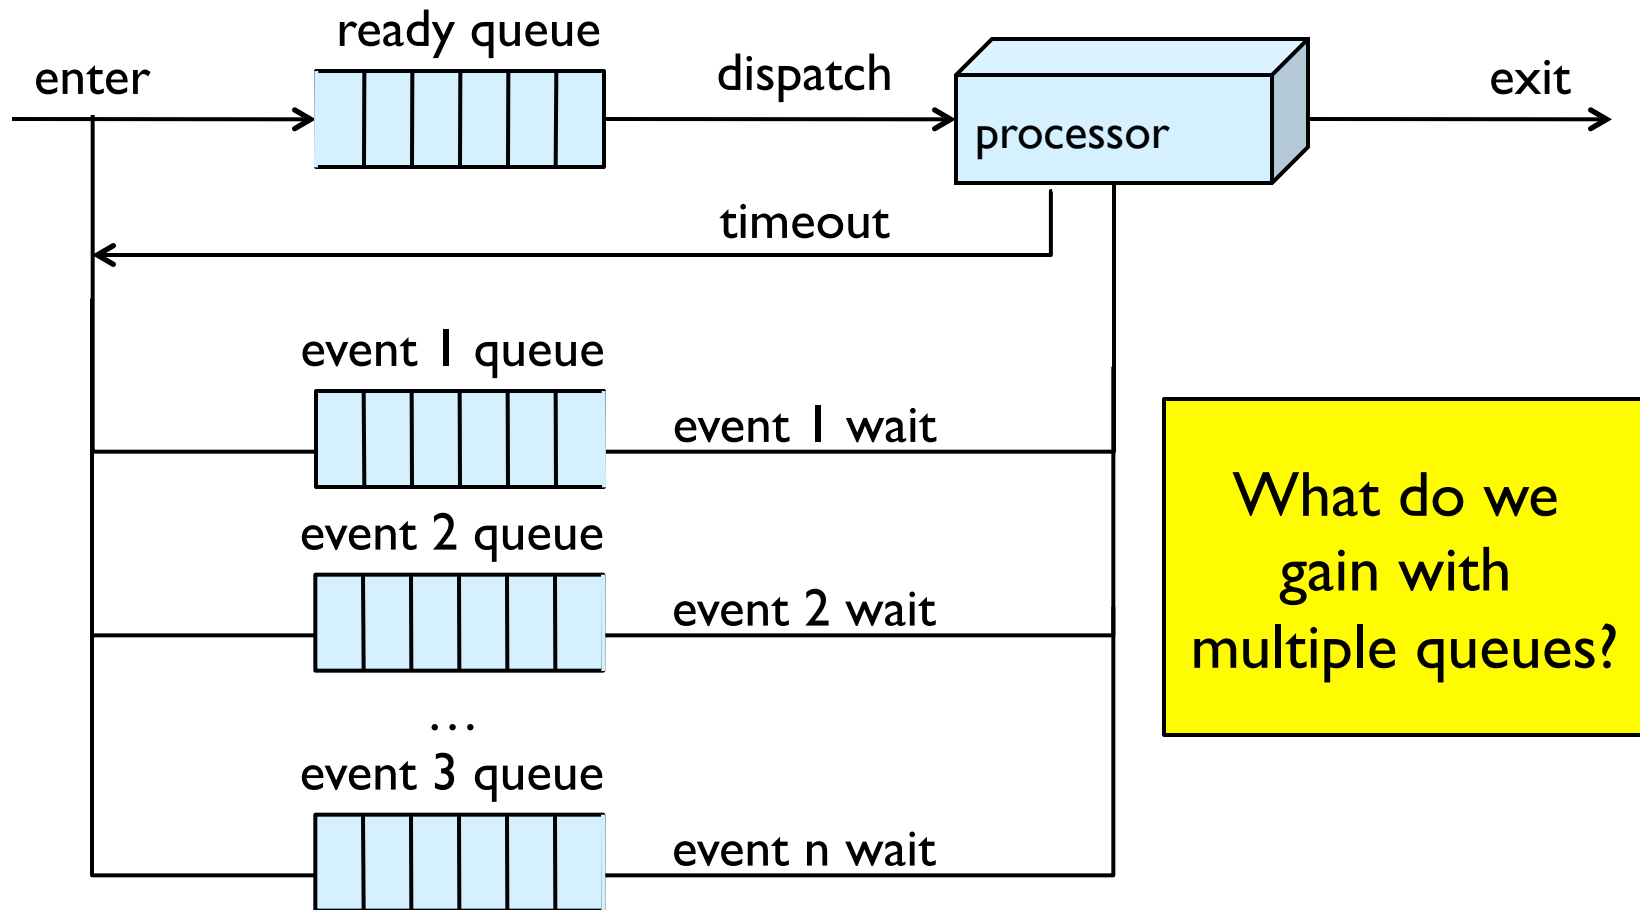 ready queue
enter
dispatch
exit
processor
timeout
event 1 queue
event 1 wait
What do we
gain with
multiple queues?
event 2 queue
event 2 wait
…
event 3 queue
event n wait